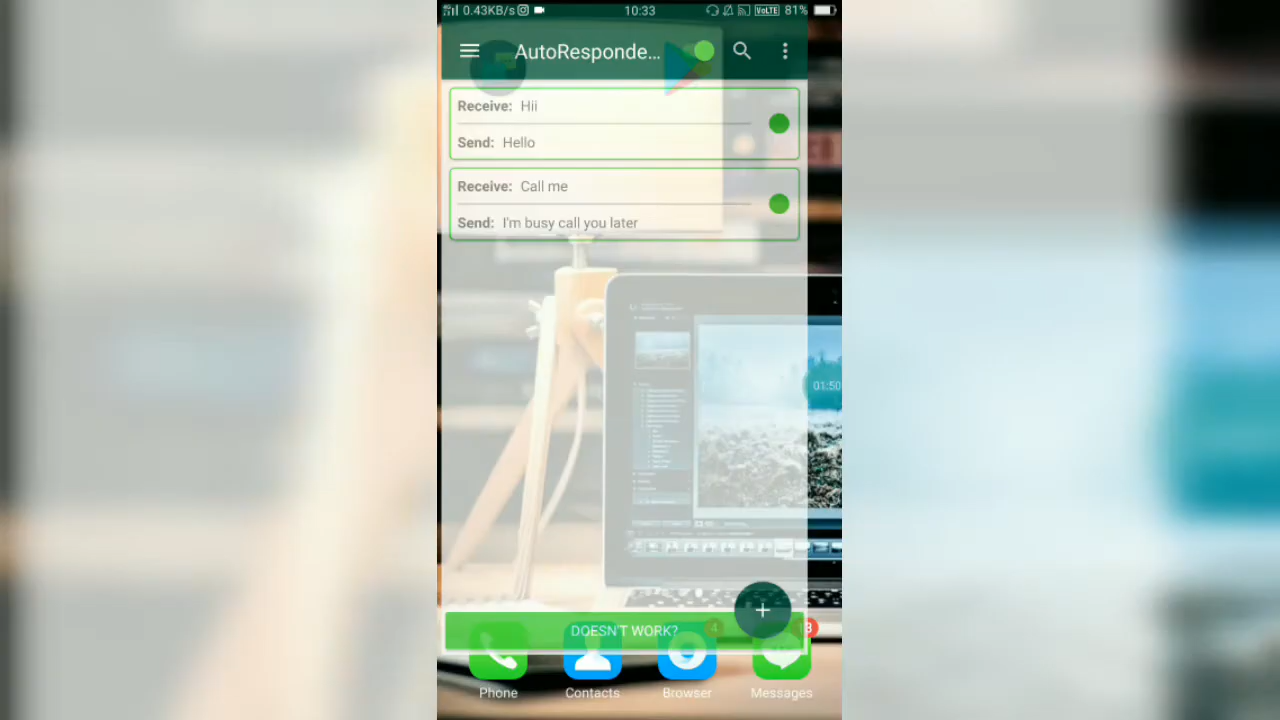 0.43KB/s 10:33 VoLTE 81%
AutoResponde...
Receive: Hii
Send: Hello
Receive: Call me
Send: I'm busy call you later
01:50
DOESN'T WORK?
4
Phone Contacts Browser Messages